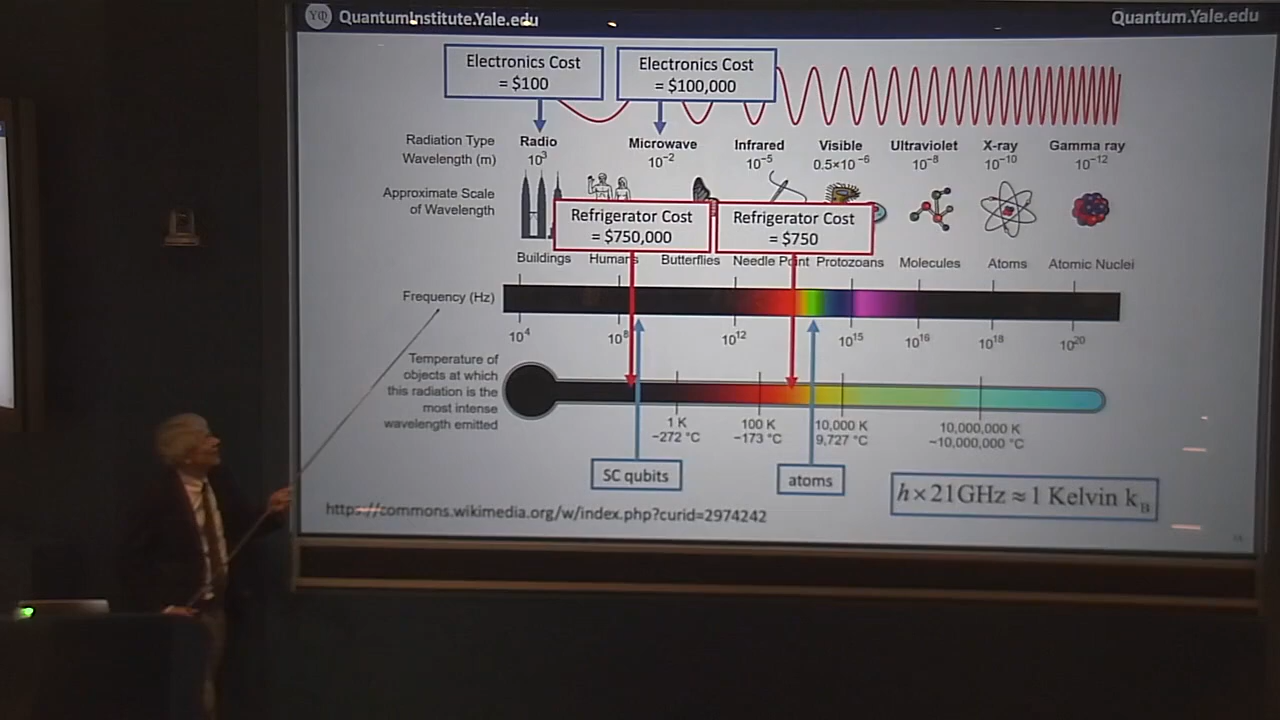 YQ QuantumInstitute.Yale.edu
Quantum.Yale.edu
Electronics Cost
= $100
Electronics Cost
= $100,000
Radiation Type
Radio Microwave Infrared Visible Ultraviolet X-ray Gamma ray
Wavelength (m)
10³ 10⁻² 10⁻⁵ 0.5×10⁻⁶ 10⁻⁸ 10⁻¹⁰ 10⁻¹²
Approximate Scale
of Wavelength
Refrigerator Cost
= $750,000
Refrigerator Cost
= $750
Buildings Humans Butterflies Needle Point Protozoans Molecules Atoms Atomic Nuclei
Frequency (Hz)
10⁴ 10⁸ 10¹² 10¹⁵ 10¹⁶ 10¹⁸ 10²⁰
Temperature of
objects at which
this radiation is the
most intense
wavelength emitted
1 K 100 K 10,000 K 10,000,000 K
−272 °C −173 °C 9,727 °C ~10,000,000 °C
SC qubits
atoms
h × 21GHz ≈ 1 Kelvin k_B
https://commons.wikimedia.org/w/index.php?curid=2974242